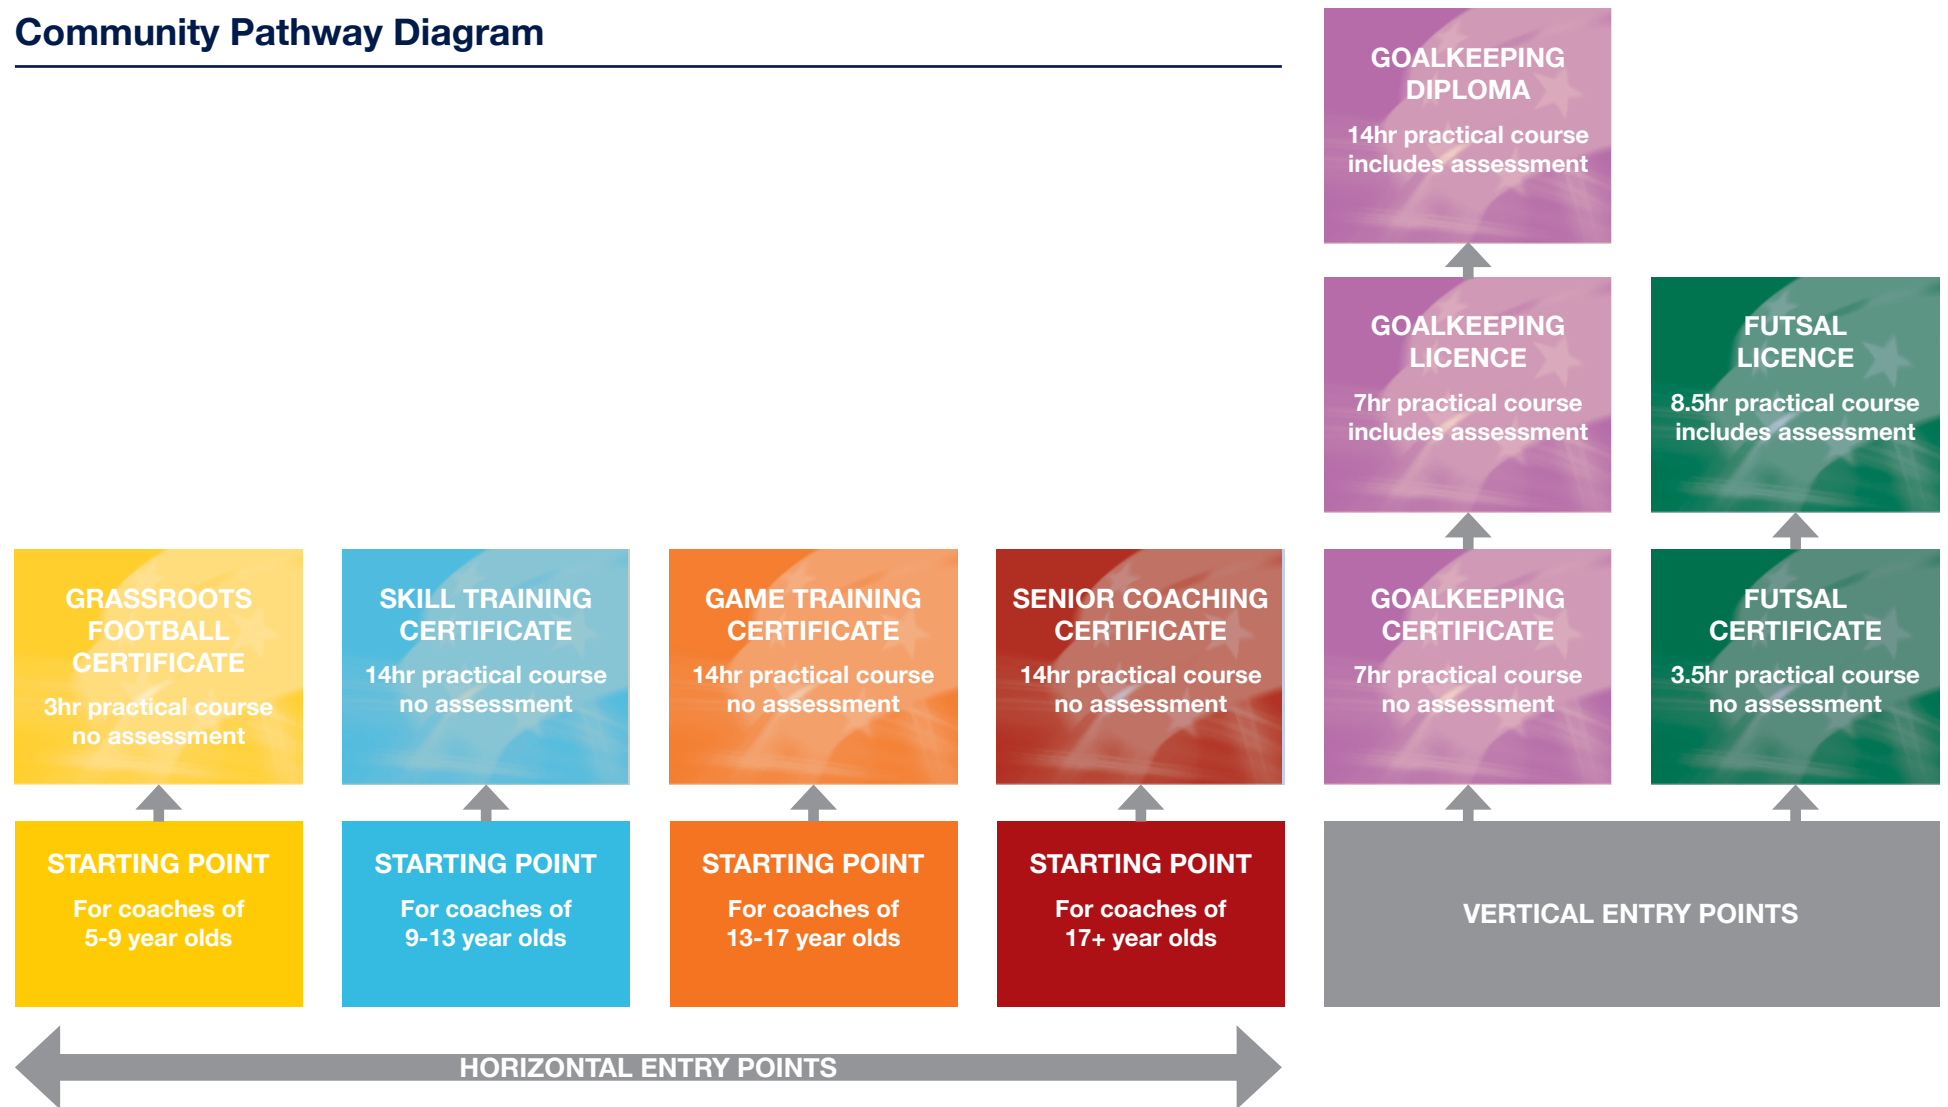 Community Pathway Diagram
GOALKEEPING
DIPLOMA
14hr practical course
includes assessment
GOALKEEPING
LICENCE
7hr practical course
includes assessment
FUTSAL
LICENCE
8.5hr practical course
includes assessment
GRASSROOTS
FOOTBALL
CERTIFICATE
3hr practical course
no assessment
SKILL TRAINING
CERTIFICATE
14hr practical course
no assessment
GAME TRAINING
CERTIFICATE
14hr practical course
no assessment
SENIOR COACHING
CERTIFICATE
14hr practical course
no assessment
GOALKEEPING
CERTIFICATE
7hr practical course
no assessment
FUTSAL
CERTIFICATE
3.5hr practical course
no assessment
STARTING POINT
For coaches of
5-9 year olds
STARTING POINT
For coaches of
9-13 year olds
STARTING POINT
For coaches of
13-17 year olds
STARTING POINT
For coaches of
17+ year olds
VERTICAL ENTRY POINTS
HORIZONTAL ENTRY POINTS